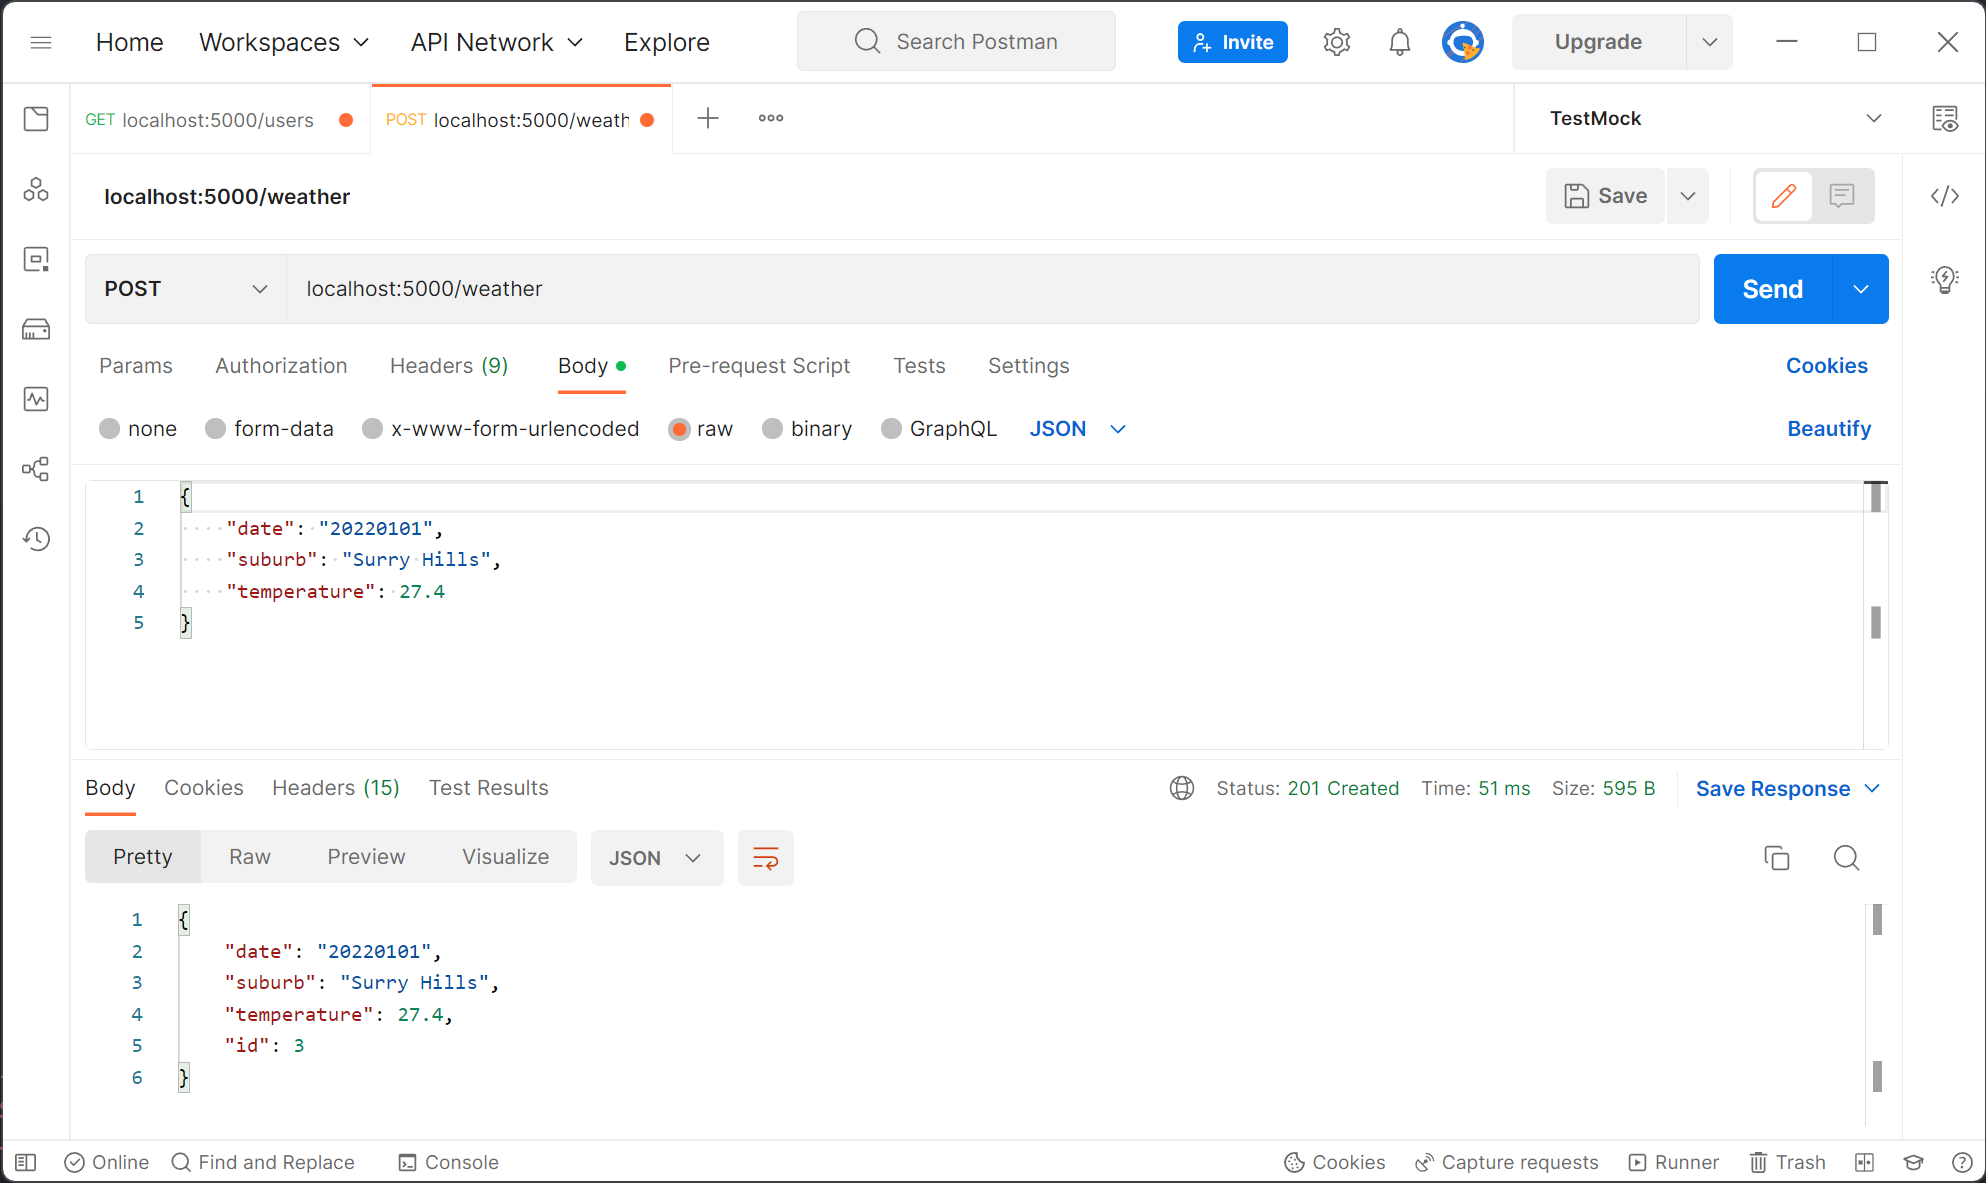 Home Workspaces API Network Explore Search Postman Invite Upgrade
GET localhost:5000/users POST localhost:5000/weath TestMock
localhost:5000/weather Save
POST localhost:5000/weather Send
Params Authorization Headers (9) Body Pre-request Script Tests Settings Cookies
none form-data x-www-form-urlencoded raw binary GraphQL JSON Beautify
1 {
2 "date": "20220101",
3 "suburb": "Surry Hills",
4 "temperature": 27.4
5 }
Body Cookies Headers (15) Test Results Status: 201 Created Time: 51 ms Size: 595 B Save Response
Pretty Raw Preview Visualize JSON
1 {
2 "date": "20220101",
3 "suburb": "Surry Hills",
4 "temperature": 27.4,
5 "id": 3
6 }
Online Find and Replace Console Cookies Capture requests Runner Trash